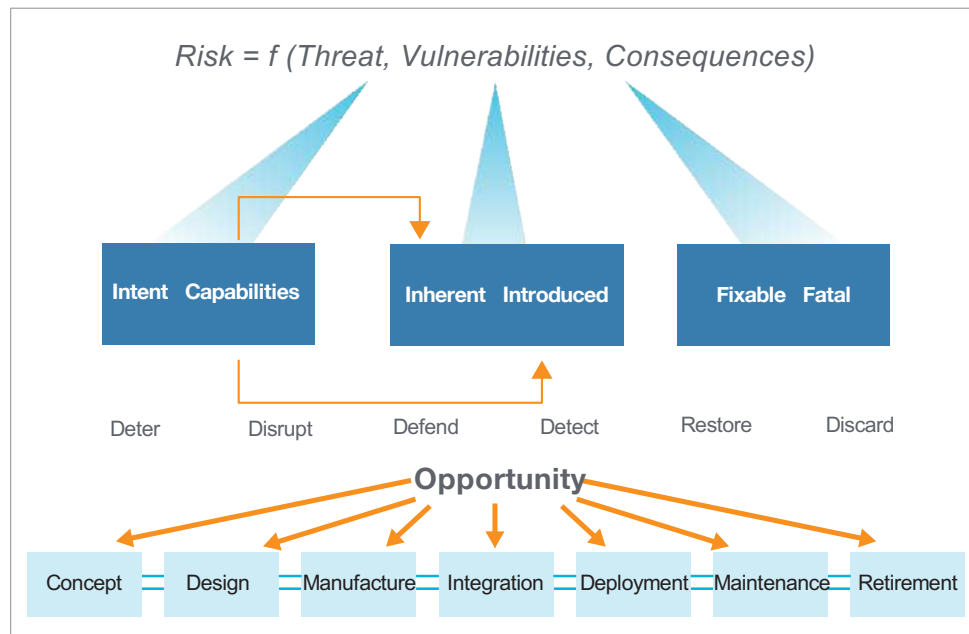 Risk = f (Threat, Vulnerabilities, Consequences)
Intent Capabilities
Inherent Introduced
Fixable Fatal
Deter
Disrupt
Defend
Detect
Restore
Discard
Opportunity
Concept
Design
Manufacture
Integration
Deployment
Maintenance
Retirement